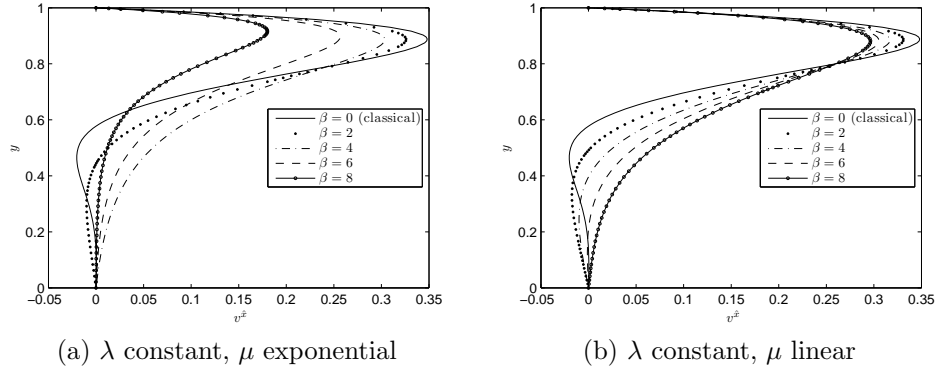 1
0.8
0.6
0.4
0.2
0
y
−0.05 0 0.05 0.1 0.15 0.2 0.25 0.3 0.35
v^x̂
β = 0 (classical)
β = 2
β = 4
β = 6
β = 8
(a) λ constant, μ exponential
1
0.8
0.6
0.4
0.2
0
y
−0.05 0 0.05 0.1 0.15 0.2 0.25 0.3 0.35
v^x̂
β = 0 (classical)
β = 2
β = 4
β = 6
β = 8
(b) λ constant, μ linear